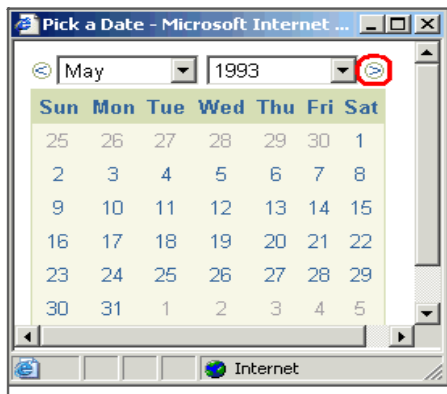 Pick a Date - Microsoft Internet ...
< May 1993 >
Sun Mon Tue Wed Thu Fri Sat
25 26 27 28 29 30 1
2 3 4 5 6 7 8
9 10 11 12 13 14 15
16 17 18 19 20 21 22
23 24 25 26 27 28 29
30 31 1 2 3 4 5
Internet